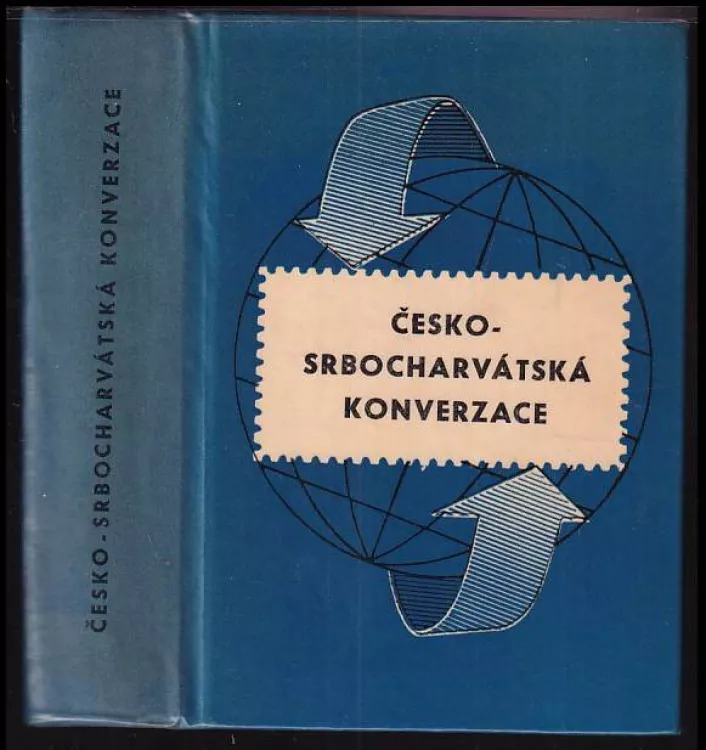 ČESKO - SRBOCHARVÁTSKÁ KONVERZACE
ČESKO-
SRBOCHARVÁTSKÁ
KONVERZACE